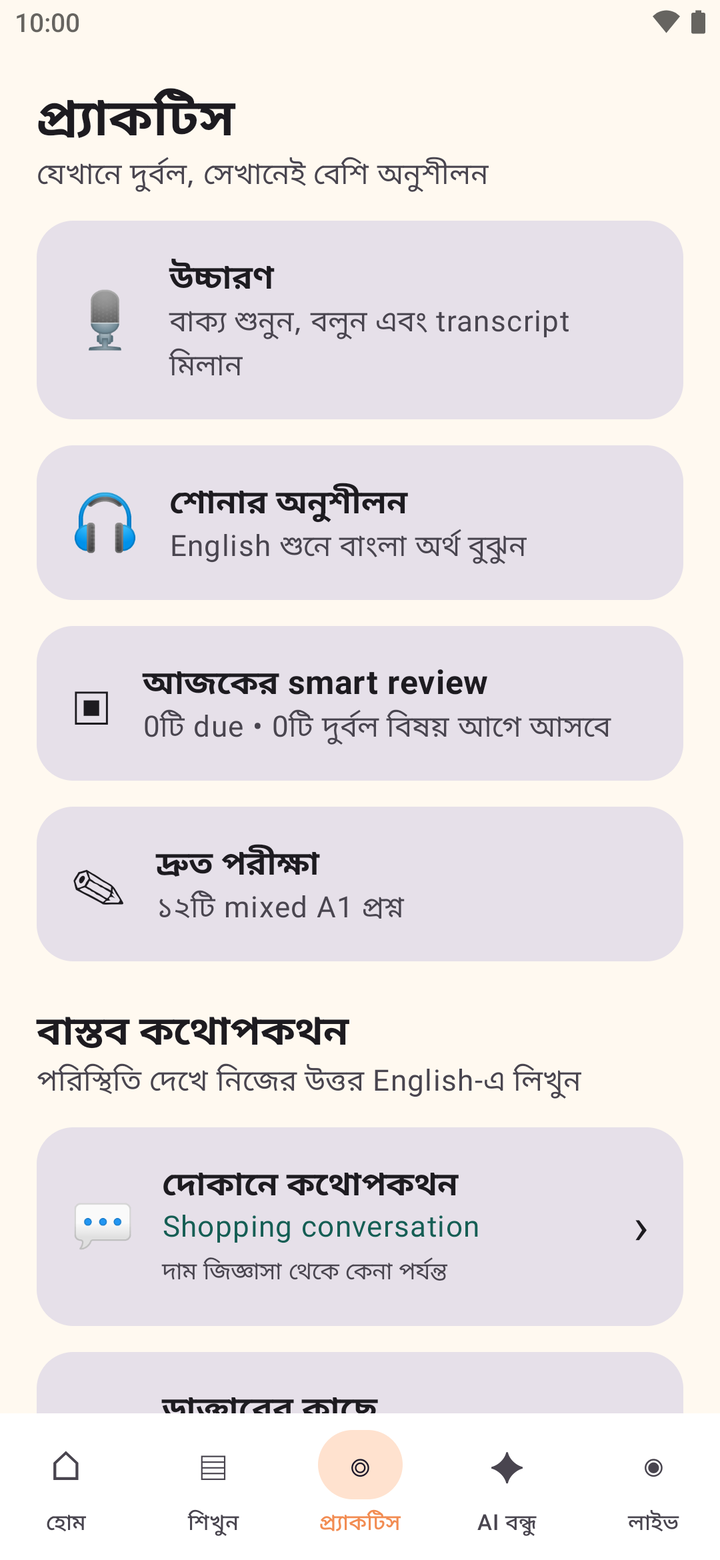 10:00
প্র্যাকটিস
যেখানে দুর্বল, সেখানেই বেশি অনুশীলন
উচ্চারণ
বাক্য শুনুন, বলুন এবং transcript
মিলান
শোনার অনুশীলন
English শুনে বাংলা অর্থ বুঝুন
আজকের smart review
0টি due • 0টি দুর্বল বিষয় আগে আসবে
দ্রুত পরীক্ষা
১২টি mixed A1 প্রশ্ন
বাস্তব কথোপকথন
পরিস্থিতি দেখে নিজের উত্তর English-এ লিখুন
দোকানে কথোপকথন
Shopping conversation
দাম জিজ্ঞাসা থেকে কেনা পর্যন্ত
ডাক্তারের কাছে
হোম
শিখুন
প্র্যাকটিস
AI বন্ধু
লাইভ